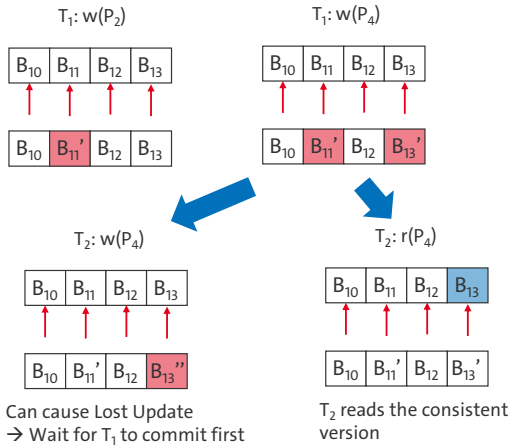 T₁: w(P₂)
B₁₀ B₁₁ B₁₂ B₁₃
B₁₀ B₁₁’ B₁₂ B₁₃
T₁: w(P₄)
B₁₀ B₁₁ B₁₂ B₁₃
B₁₀ B₁₁’ B₁₂ B₁₃’
T₂: w(P₄)
B₁₀ B₁₁ B₁₂ B₁₃
B₁₀ B₁₁’ B₁₂ B₁₃’’
Can cause Lost Update
→ Wait for T₁ to commit first
T₂: r(P₄)
B₁₀ B₁₁ B₁₂ B₁₃
B₁₀ B₁₁’ B₁₂ B₁₃’
T₂ reads the consistent
version